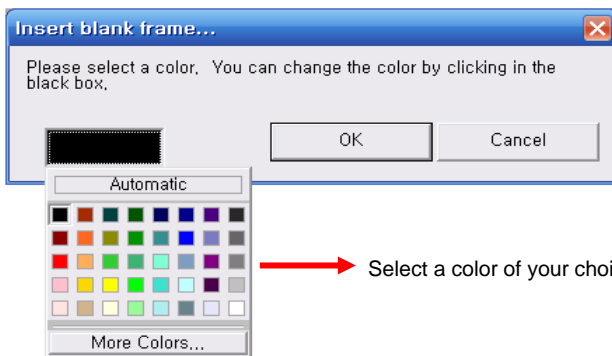 Insert blank frame...
Please select a color, You can change the color by clicking in the
black box,
OK Cancel
Automatic
Select a color of your choi
More Colors,,,